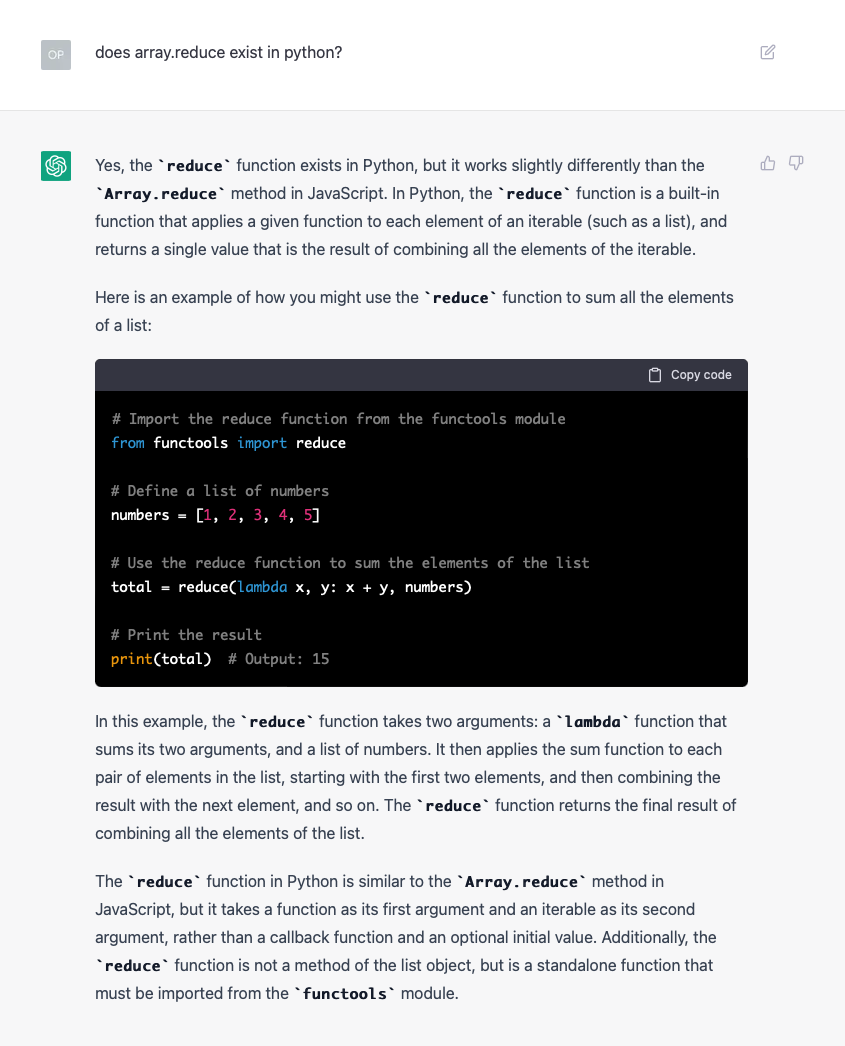 OP
does array.reduce exist in python?
Yes, the `reduce` function exists in Python, but it works slightly differently than the
`Array.reduce` method in JavaScript. In Python, the `reduce` function is a built-in
function that applies a given function to each element of an iterable (such as a list), and
returns a single value that is the result of combining all the elements of the iterable.
Here is an example of how you might use the `reduce` function to sum all the elements
of a list:
Copy code
# Import the reduce function from the functools module
from functools import reduce
# Define a list of numbers
numbers = [1, 2, 3, 4, 5]
# Use the reduce function to sum the elements of the list
total = reduce(lambda x, y: x + y, numbers)
# Print the result
print(total)  # Output: 15
In this example, the `reduce` function takes two arguments: a `lambda` function that
sums its two arguments, and a list of numbers. It then applies the sum function to each
pair of elements in the list, starting with the first two elements, and then combining the
result with the next element, and so on. The `reduce` function returns the final result of
combining all the elements of the list.
The `reduce` function in Python is similar to the `Array.reduce` method in
JavaScript, but it takes a function as its first argument and an iterable as its second
argument, rather than a callback function and an optional initial value. Additionally, the
`reduce` function is not a method of the list object, but is a standalone function that
must be imported from the `functools` module.